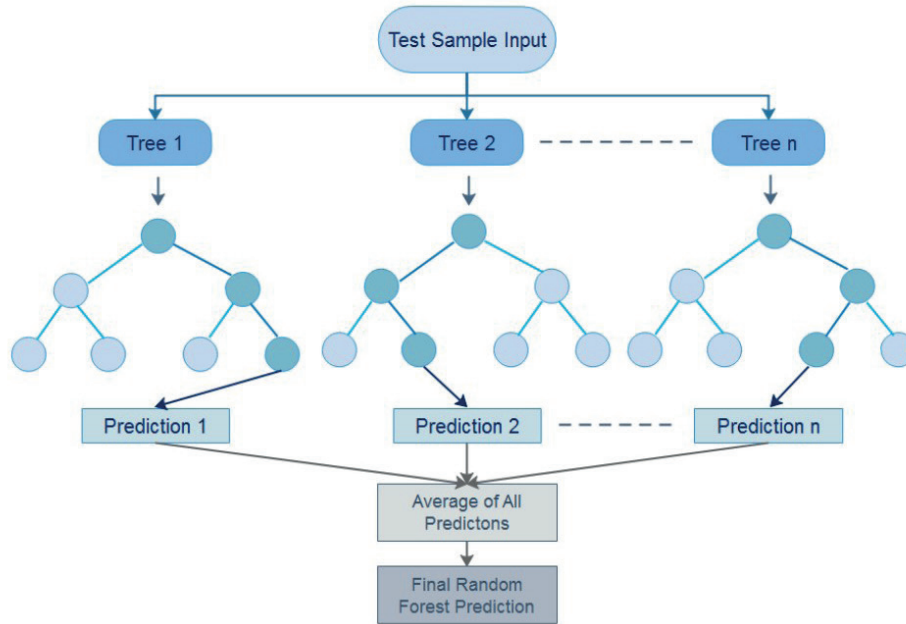 Test Sample Input
Tree 1
Tree 2
Tree n
Prediction 1
Prediction 2
Prediction n
Average of All
Predictons
Final Random
Forest Prediction